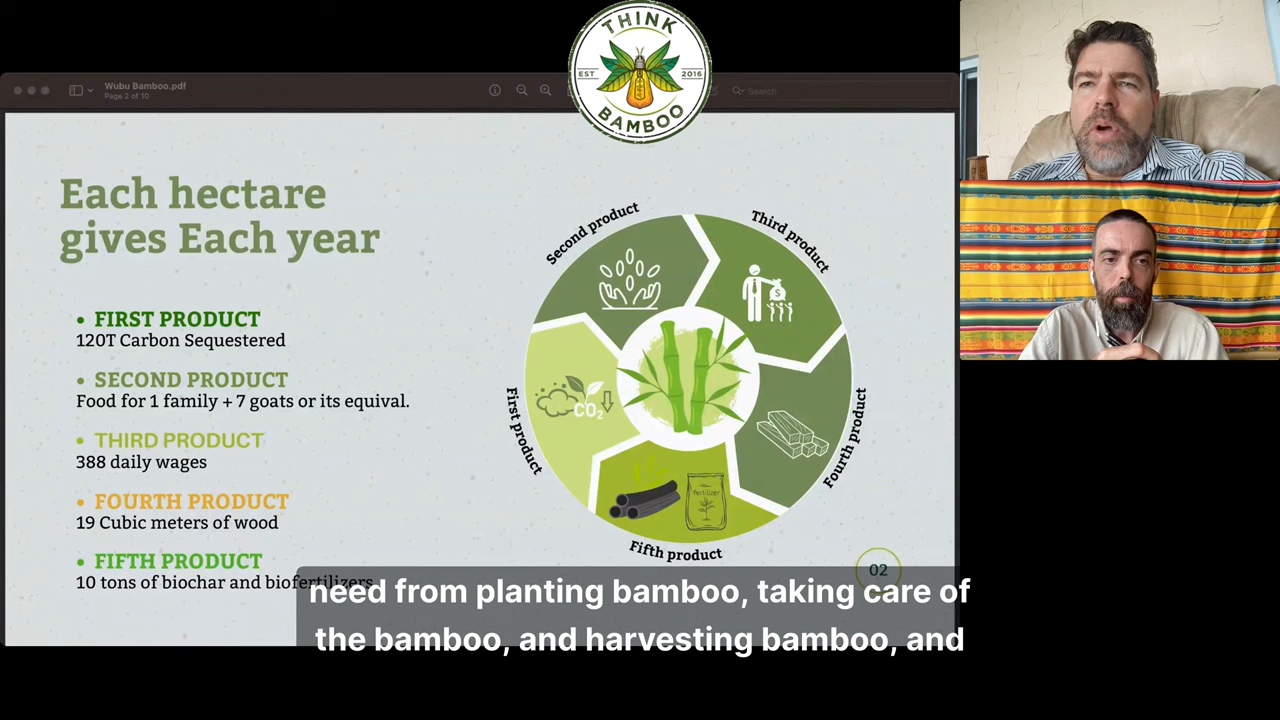 THINK
EST 2016
BAMBOO
Wubu Bamboo.pdf
Page 2 of 10
Search
Each hectare
gives Each year
• FIRST PRODUCT
120T Carbon Sequestered
• SECOND PRODUCT
Food for 1 family + 7 goats or its equival.
• THIRD PRODUCT
388 daily wages
• FOURTH PRODUCT
19 Cubic meters of wood
• FIFTH PRODUCT
10 tons of biochar and biofertilizers
Second product
Third product
$
First product
CO2
Fourth product
fertilizer
Fifth product
02
need from planting bamboo, taking care of
the bamboo, and harvesting bamboo, and